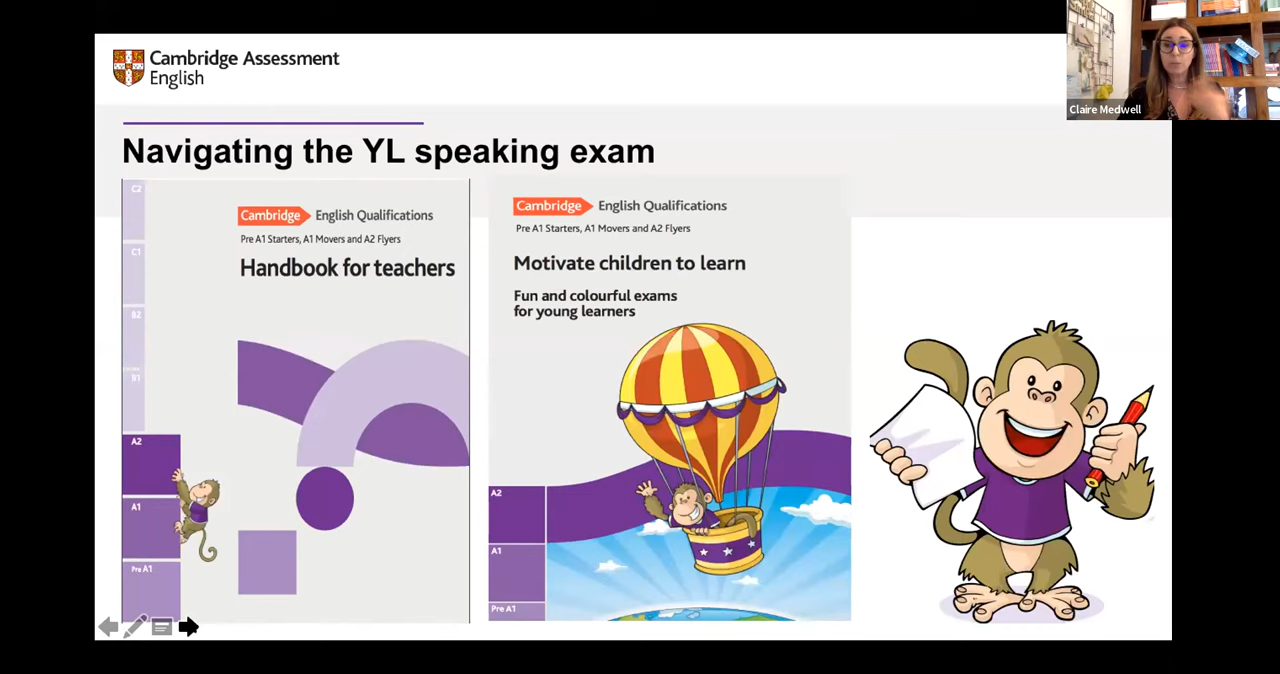 Cambridge Assessment
English
Claire Medwell
Navigating the YL speaking exam
C2
C1
B2
B1
A2
A1
Pre A1
Cambridge English Qualifications
Pre A1 Starters, A1 Movers and A2 Flyers
Handbook for teachers
Cambridge English Qualifications
Pre A1 Starters, A1 Movers and A2 Flyers
Motivate children to learn
Fun and colourful exams
for young learners
A2
A1
Pre A1